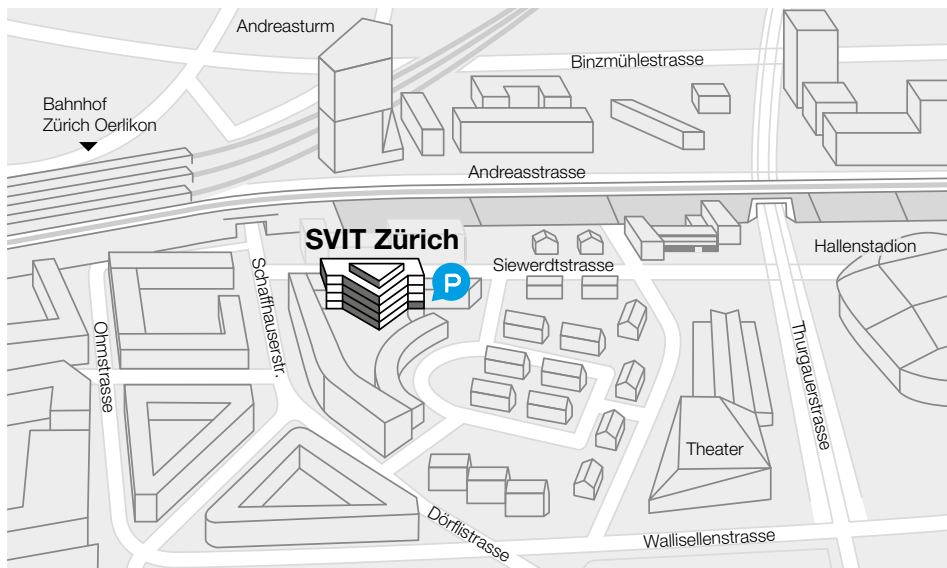 Andreasturm
Binzmühlestrasse
Bahnhof
Zürich Oerlikon
Andreasstrasse
SVIT Zürich
P
Siewerdtstrasse
Hallenstadion
Schaffhauserstr.
Ohmstrasse
Thurgauerstrasse
Theater
Dörflistrasse
Wallisellenstrasse